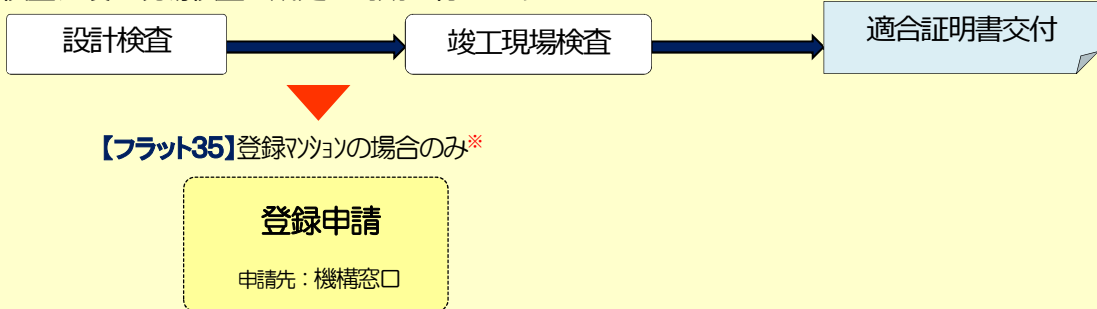 設計検査
竣工現場検査
適合証明書交付
【フラット35】登録マンションの場合のみ※
登録申請
申請先：機構窓口